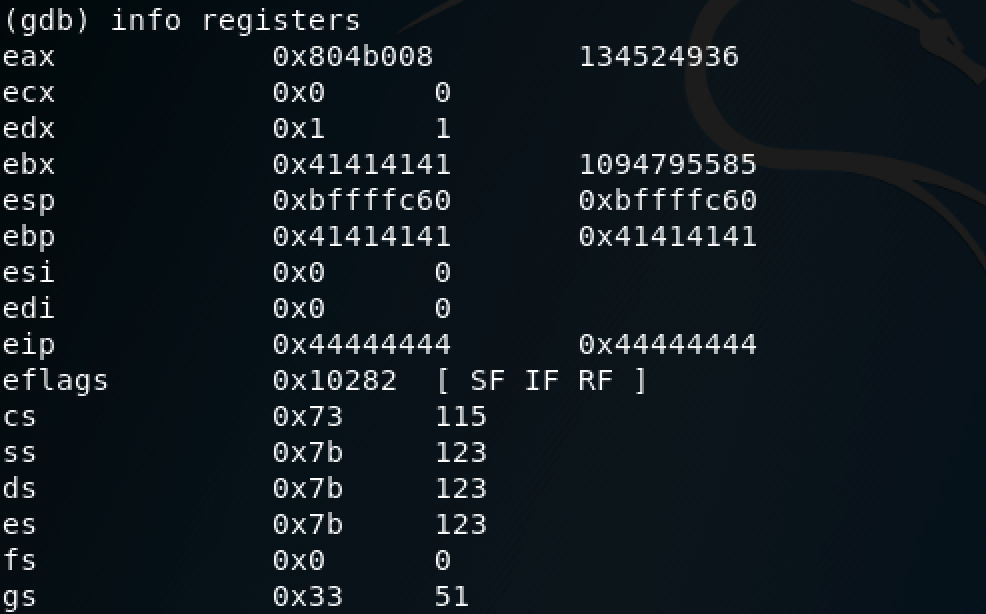 (gdb) info registers
eax 0x804b008 134524936
ecx 0x0 0
edx 0x1 1
ebx 0x41414141 1094795585
esp 0xbffffc60 0xbffffc60
ebp 0x41414141 0x41414141
esi 0x0 0
edi 0x0 0
eip 0x44444444 0x44444444
eflags 0x10282 [ SF IF RF ]
cs 0x73 115
ss 0x7b 123
ds 0x7b 123
es 0x7b 123
fs 0x0 0
gs 0x33 51